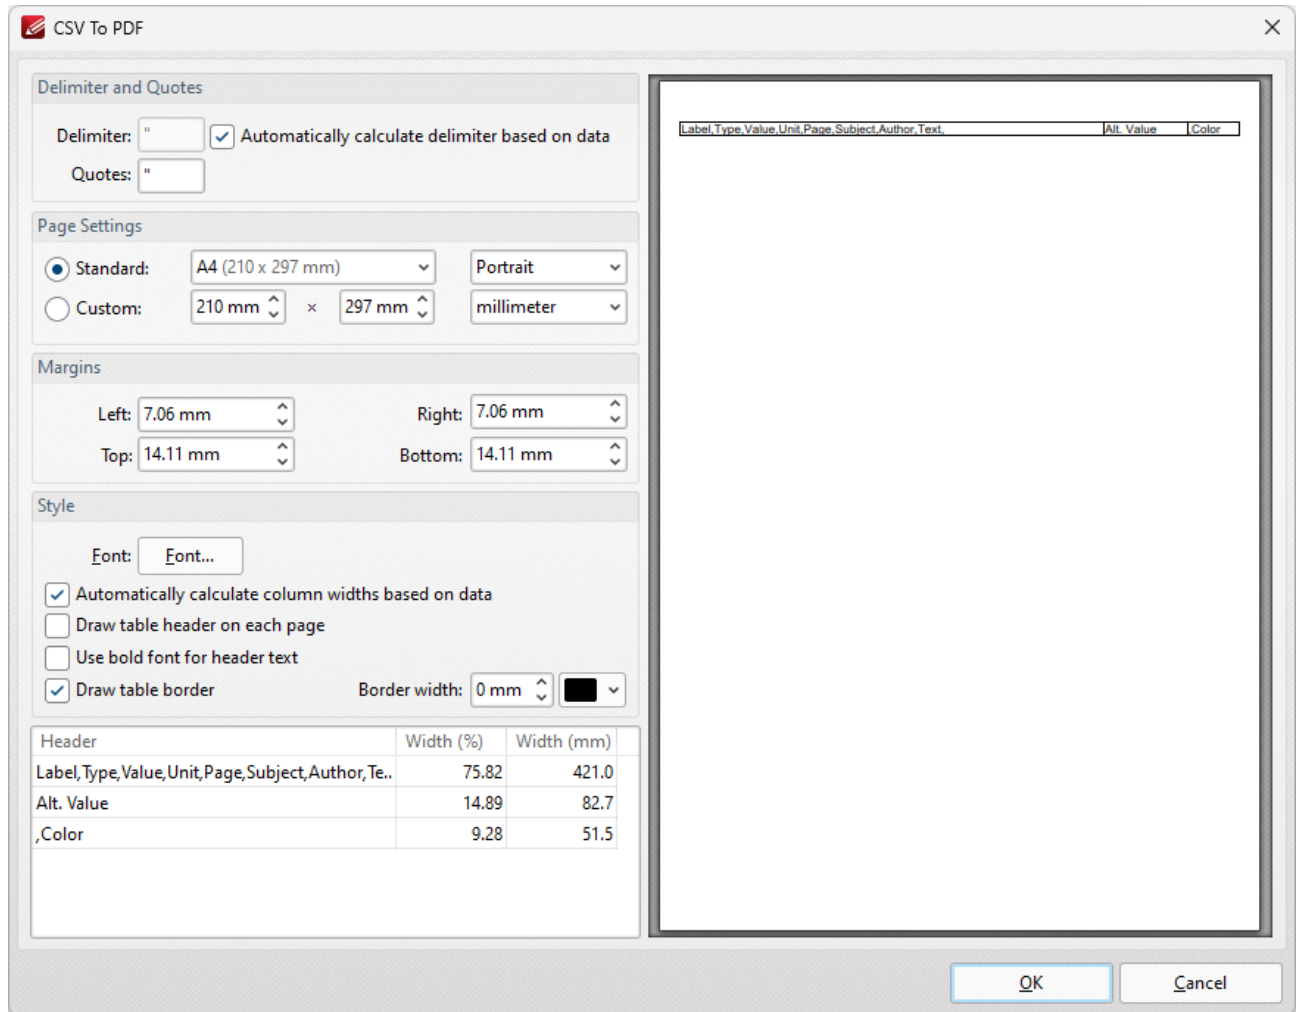 CSV To PDF
Delimiter and Quotes
Delimiter: " Automatically calculate delimiter based on data
Quotes: "
Page Settings
Standard: A4 (210 x 297 mm) Portrait
Custom: 210 mm × 297 mm millimeter
Margins
Left: 7.06 mm Right: 7.06 mm
Top: 14.11 mm Bottom: 14.11 mm
Style
Font: Font...
Automatically calculate column widths based on data
Draw table header on each page
Use bold font for header text
Draw table border Border width: 0 mm
Header Width (%) Width (mm)
Label,Type,Value,Unit,Page,Subject,Author,Te.. 75.82 421.0
Alt. Value 14.89 82.7
,Color 9.28 51.5
Label,Type,Value,Unit,Page,Subject,Author,Text, Alt. Value ,Color
OK Cancel